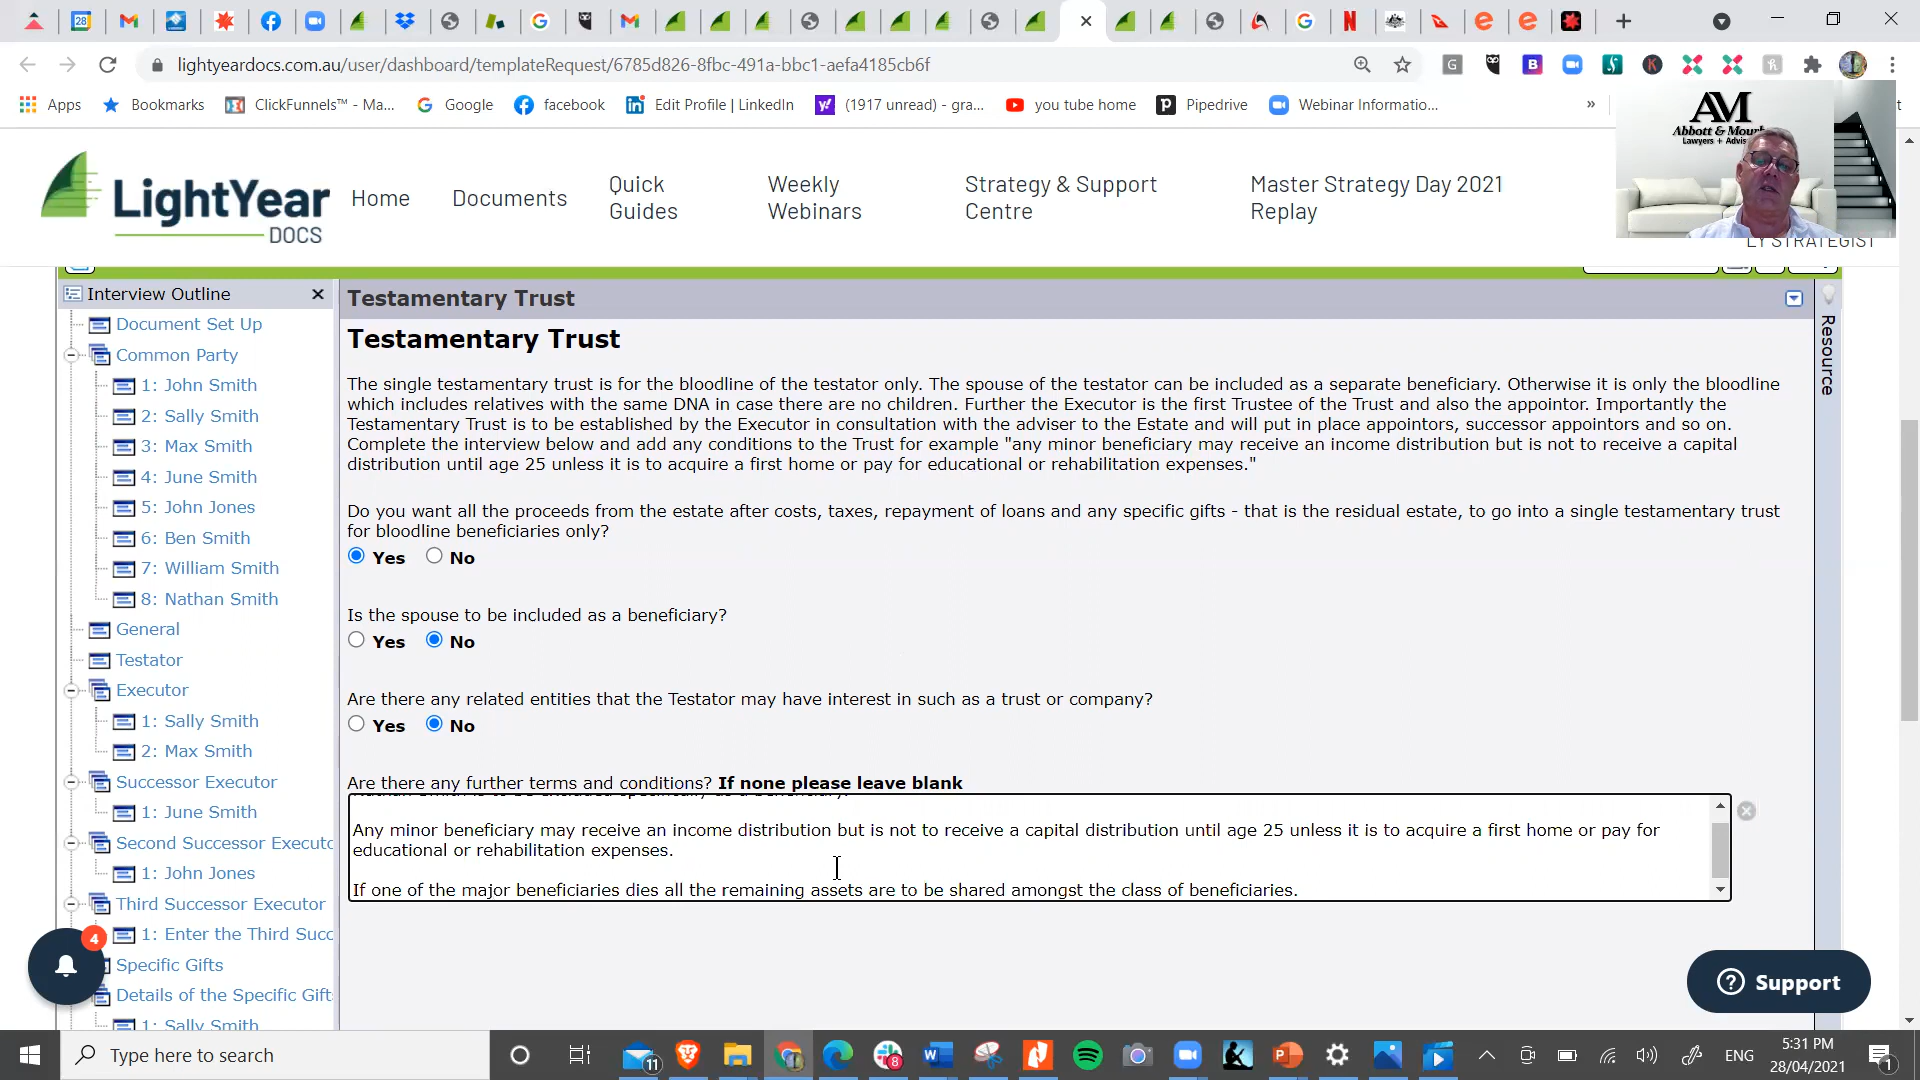 lightyeardocs.com.au/user/dashboard/templateRequest/6785d826-8fbc-491a-bbc1-aefa4185cb6f
Apps
Bookmarks
ClickFunnels™ - Ma...
Google
facebook
Edit Profile | LinkedIn
(1917 unread) - gra...
you tube home
Pipedrive
Webinar Informatio...
»
AM
Lawyers + Advis
LightYear
DOCS
Home
Documents
Quick
Guides
Weekly
Webinars
Strategy & Support
Centre
Master Strategy Day 2021
Replay
LY STRATEGIST
Interview Outline
Document Set Up
Common Party
1: John Smith
2: Sally Smith
3: Max Smith
4: June Smith
5: John Jones
6: Ben Smith
7: William Smith
8: Nathan Smith
General
Testator
Executor
1: Sally Smith
2: Max Smith
Successor Executor
1: June Smith
Second Successor Executo
1: John Jones
Third Successor Executor
1: Enter the Third Succ
Specific Gifts
Details of the Specific Gift
1: Sally Smith
4
Testamentary Trust
Testamentary Trust
The single testamentary trust is for the bloodline of the testator only. The spouse of the testator can be included as a separate beneficiary. Otherwise it is only the bloodline
which includes relatives with the same DNA in case there are no children. Further the Executor is the first Trustee of the Trust and also the appointor. Importantly the
Testamentary Trust is to be established by the Executor in consultation with the adviser to the Estate and will put in place appointors, successor appointors and so on.
Complete the interview below and add any conditions to the Trust for example "any minor beneficiary may receive an income distribution but is not to receive a capital
distribution until age 25 unless it is to acquire a first home or pay for educational or rehabilitation expenses."
Do you want all the proceeds from the estate after costs, taxes, repayment of loans and any specific gifts - that is the residual estate, to go into a single testamentary trust
for bloodline beneficiaries only?
Yes No
Is the spouse to be included as a beneficiary?
Yes No
Are there any related entities that the Testator may have interest in such as a trust or company?
Yes No
Are there any further terms and conditions? If none please leave blank
Any minor beneficiary may receive an income distribution but is not to receive a capital distribution until age 25 unless it is to acquire a first home or pay for
educational or rehabilitation expenses.
If one of the major beneficiaries dies all the remaining assets are to be shared amongst the class of beneficiaries.
Resource
Support
Type here to search
11
8
ENG
5:31 PM
28/04/2021
1